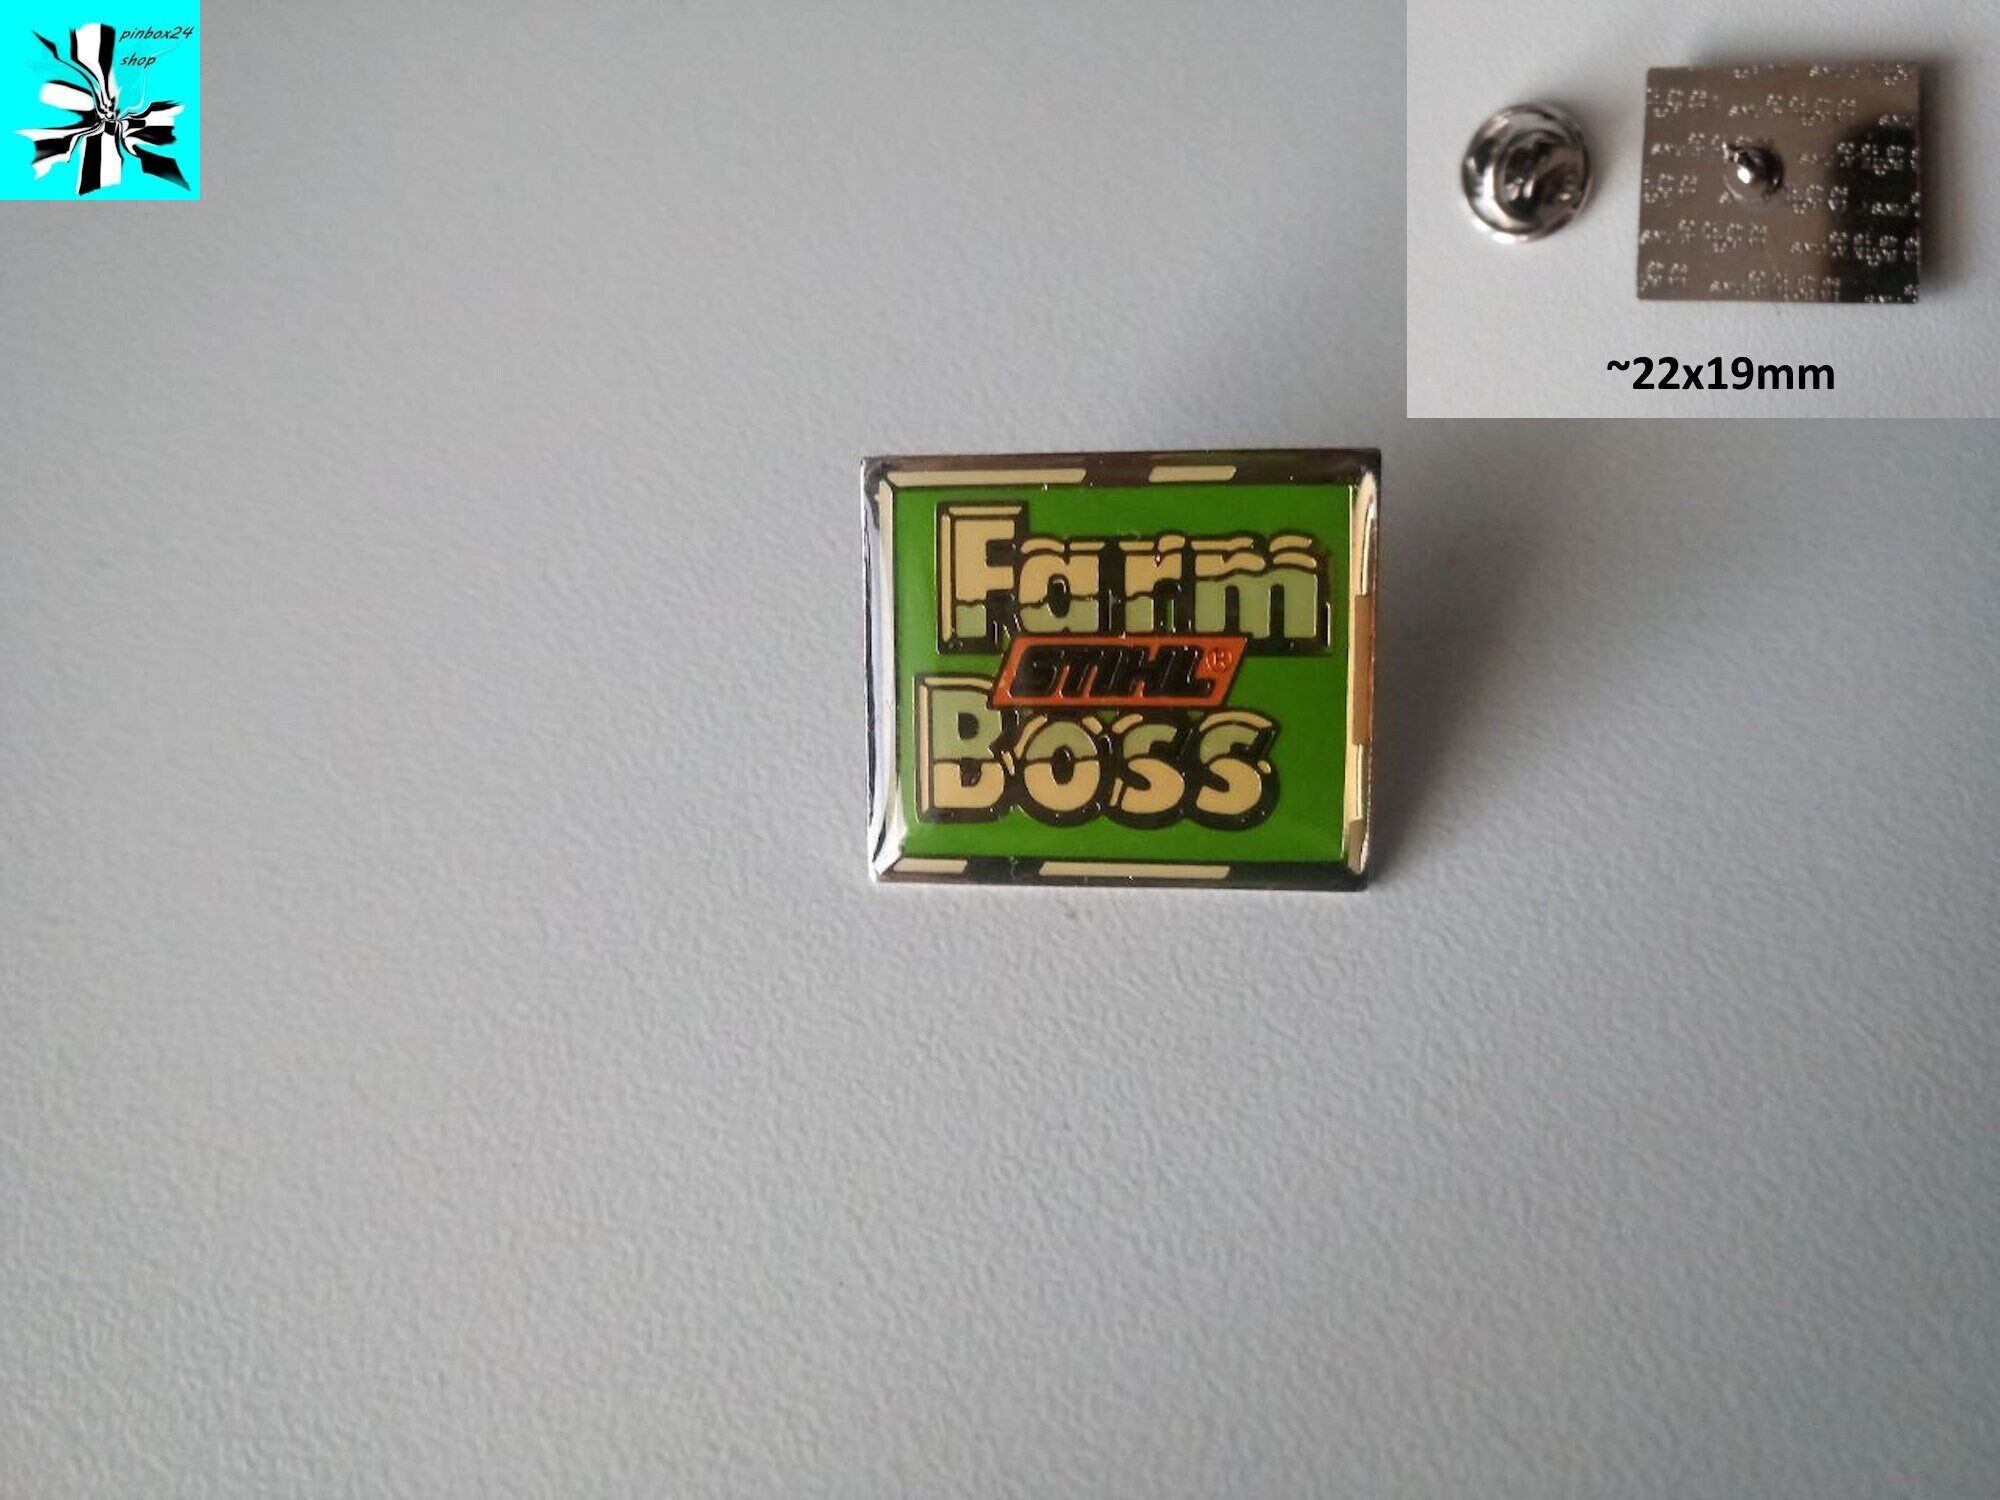 pinbox24
shop
~22x19mm
Farm
STIHL®
Boss